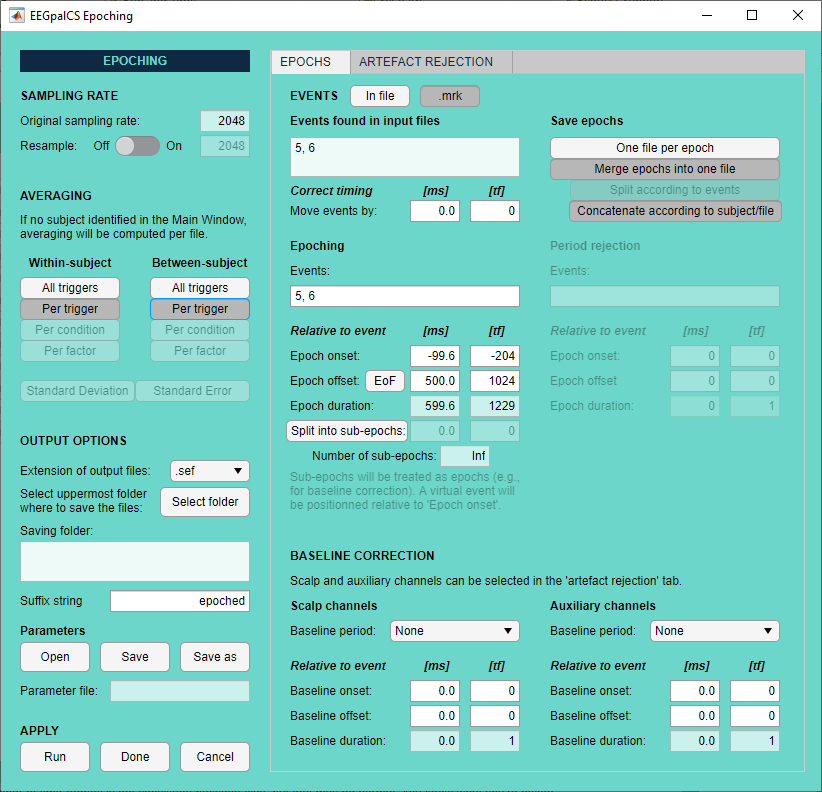 EEGpalCS Epoching
EPOCHING
SAMPLING RATE
Original sampling rate: 2048
Resample: Off On 2048
AVERAGING
If no subject identified in the Main Window,
averaging will be computed per file.
Within-subject Between-subject
All triggers All triggers
Per trigger Per trigger
Per condition Per condition
Per factor Per factor
Standard Deviation Standard Error
OUTPUT OPTIONS
Extension of output files: .sef
Select uppermost folder
where to save the files: Select folder
Saving folder:
Suffix string epoched
Parameters
Open Save Save as
Parameter file:
APPLY
Run Done Cancel
EPOCHS ARTEFACT REJECTION
EVENTS In file .mrk
Events found in input files
5, 6
Correct timing [ms] [tf]
Move events by: 0.0 0
Save epochs
One file per epoch
Merge epochs into one file
Split according to events
Concatenate according to subject/file
Epoching
Events:
5, 6
Relative to event [ms] [tf]
Epoch onset: -99.6 -204
Epoch offset: EoF 500.0 1024
Epoch duration: 599.6 1229
Split into sub-epochs: 0.0 0
Number of sub-epochs: Inf
Sub-epochs will be treated as epochs (e.g.,
for baseline correction). A virtual event will
be positionned relative to 'Epoch onset'.
Period rejection
Events:
Relative to event [ms] [tf]
Epoch onset: 0 0
Epoch offset 0 0
Epoch duration: 0 1
BASELINE CORRECTION
Scalp and auxiliary channels can be selected in the 'artefact rejection' tab.
Scalp channels
Baseline period: None
Relative to event [ms] [tf]
Baseline onset: 0.0 0
Baseline offset: 0.0 0
Baseline duration: 0.0 1
Auxiliary channels
Baseline period: None
Relative to event [ms] [tf]
Baseline onset: 0.0 0
Baseline offset: 0.0 0
Baseline duration: 0.0 1